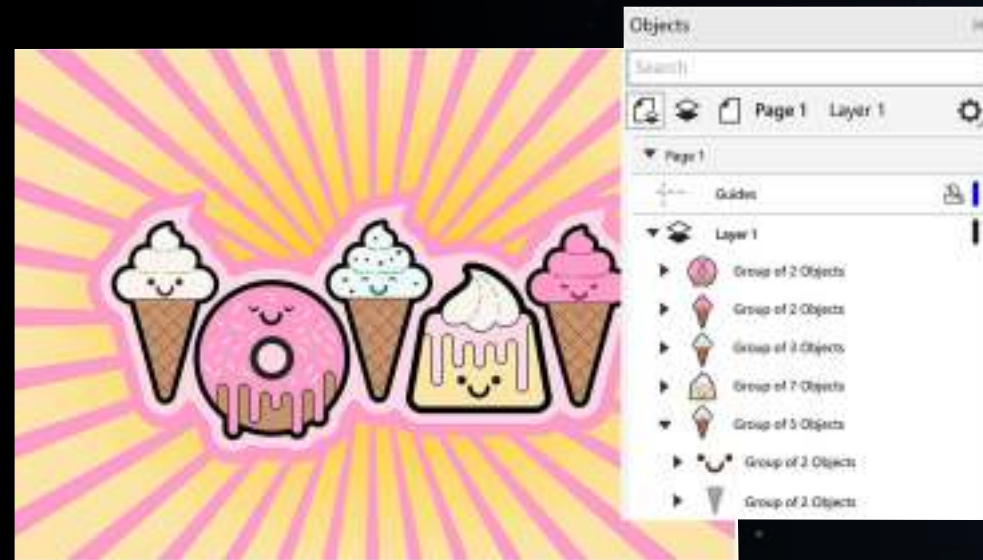 Objects
Search
Page 1 Layer 1
Page 1
Guides
Layer 1
Group of 2 Objects
Group of 2 Objects
Group of 3 Objects
Group of 7 Objects
Group of 5 Objects
Group of 2 Objects
Group of 2 Objects